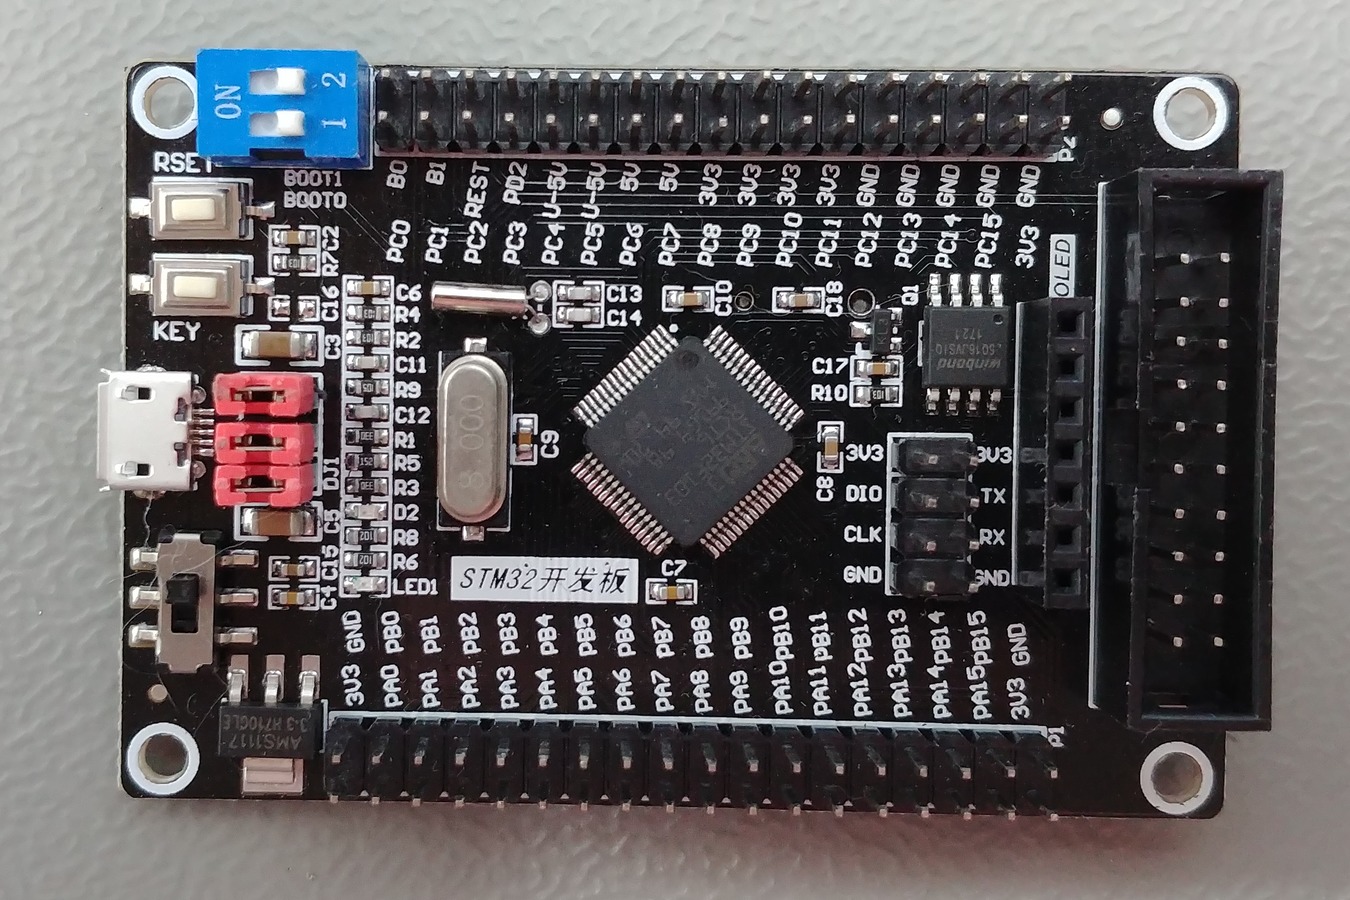 ON
1 2
RSET
BOOT1
BOOT0
KEY
B0 B1 REST PD2 U-5V U-5V 5V 5V 3V3 3V3 3V3 3V3 GND GND GND GND GND
PC0 PC1 PC2 PC3 PC4 PC5 PC6 PC7 PC8 PC9 PC10 PC11 PC12 PC13 PC14 PC15 3V3
P2
OLED
C2
R7
C16
C3
C6
R4
R2
C11
R9
C12
R1
R5
R3
D2
R8
R6
LED1
DJ1
C5
C15
C4
C13
C14
C10
C18
Q1
C17
R10
C9
C8
C7
8.000
winbond
1721
3V3 3V3
DIO TX
CLK RX
GND GND
STM32开发板
GND PB0 PB1 PB2 PB3 PB4 PB5 PB6 PB7 PB8 PB9 PB10 PB11 PB12 PB13 PB14 PB15 GND
3V3 PA0 PA1 PA2 PA3 PA4 PA5 PA6 PA7 PA8 PA9 PA10 PA11 PA12 PA13 PA14 PA15 3V3
P1
AMS1117